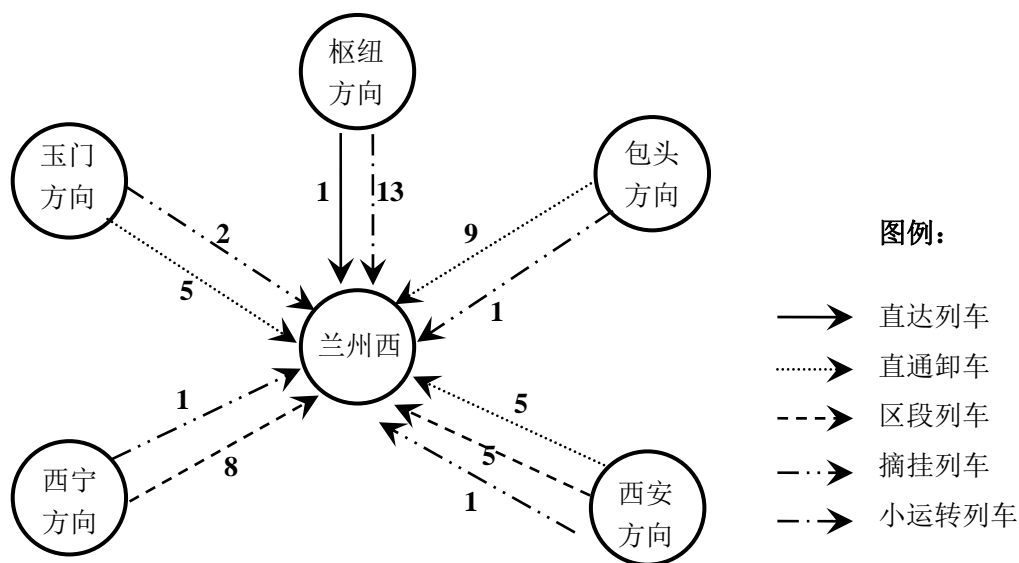 枢纽
方向
玉门
方向
包头
方向
1
13
2
9
5
1
图例：
兰州西
直达列车
直通卸车
1
5
区段列车
8
5
1
西宁
方向
西安
方向
摘挂列车
小运转列车